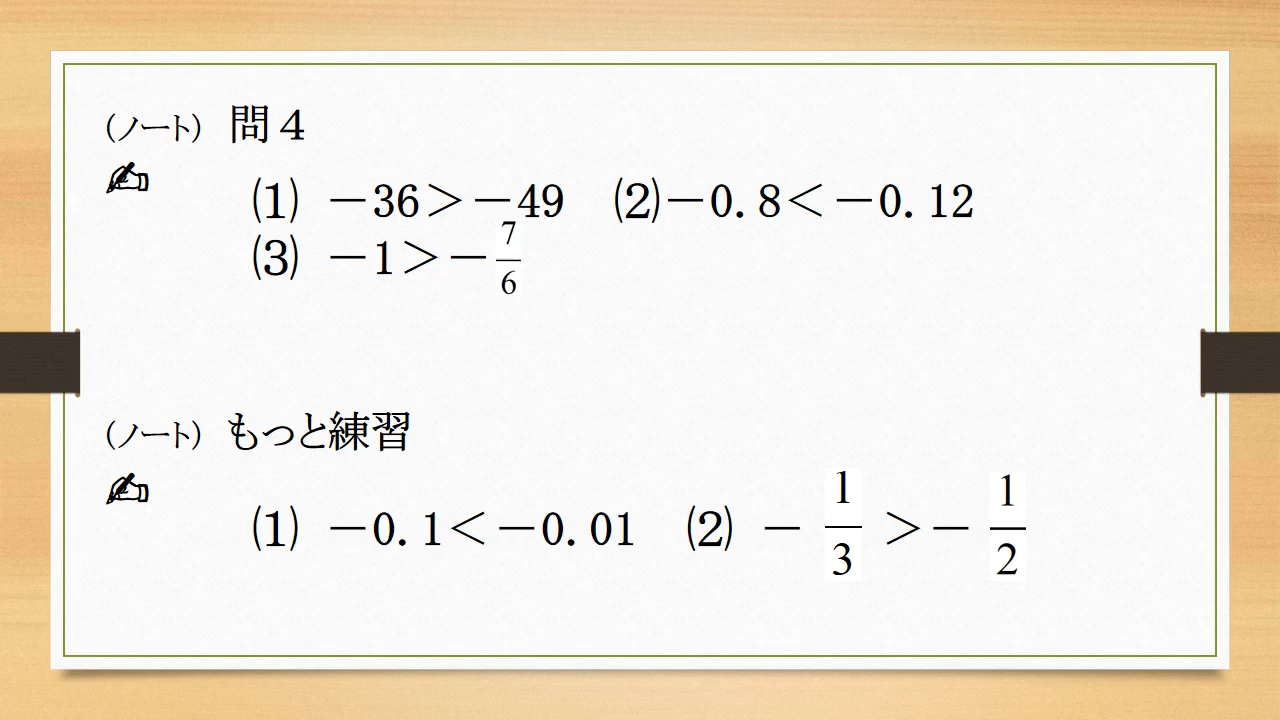 （ノート） 問４
✍
⑴ －36＞－49 ⑵－0.8＜－0.12
⑶ －1＞－7/6
（ノート） もっと練習
✍
⑴ －0.1＜－0.01 ⑵ －1/3＞－1/2